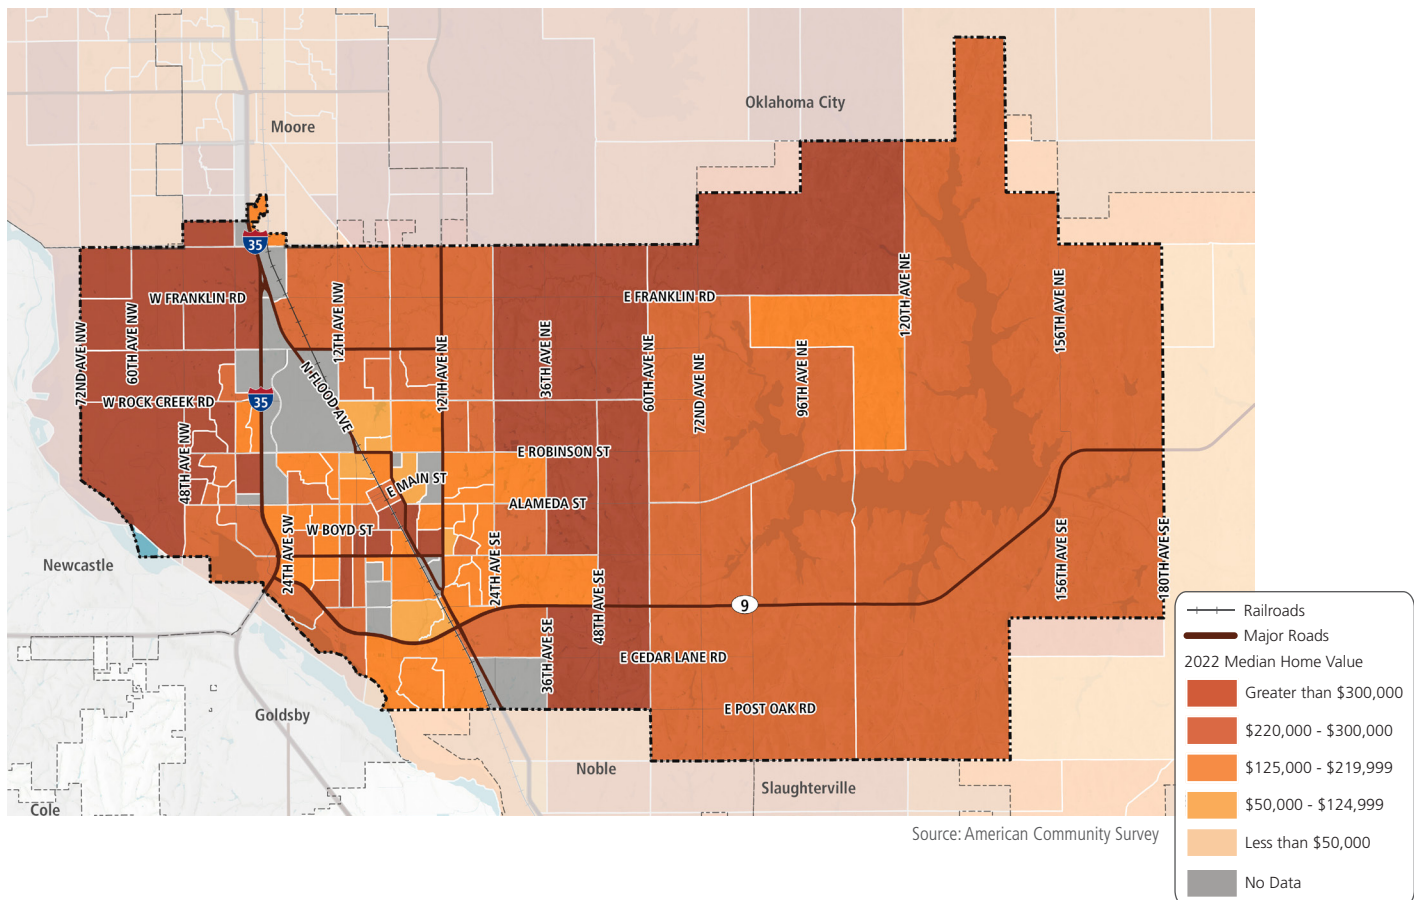 Oklahoma City
Moore
35
W FRANKLIN RD
E FRANKLIN RD
120TH AVE NE
156TH AVE NE
72ND AVE NW
60TH AVE NW
12TH AVE NW
N FLOOD AVE
12TH AVE NE
36TH AVE NE
60TH AVE NE
72ND AVE NE
96TH AVE NE
W ROCK CREEK RD
35
48TH AVE NW
E ROBINSON ST
E MAIN ST
ALAMEDA ST
W BOYD ST
24TH AVE SW
24TH AVE SE
48TH AVE SE
156TH AVE SE
180TH AVE SE
Newcastle
9
36TH AVE SE
E CEDAR LANE RD
E POST OAK RD
Goldsby
Noble
Slaughterville
Cole
Railroads
Major Roads
2022 Median Home Value
Greater than $300,000
$220,000 - $300,000
$125,000 - $219,999
$50,000 - $124,999
Less than $50,000
No Data
Source: American Community Survey